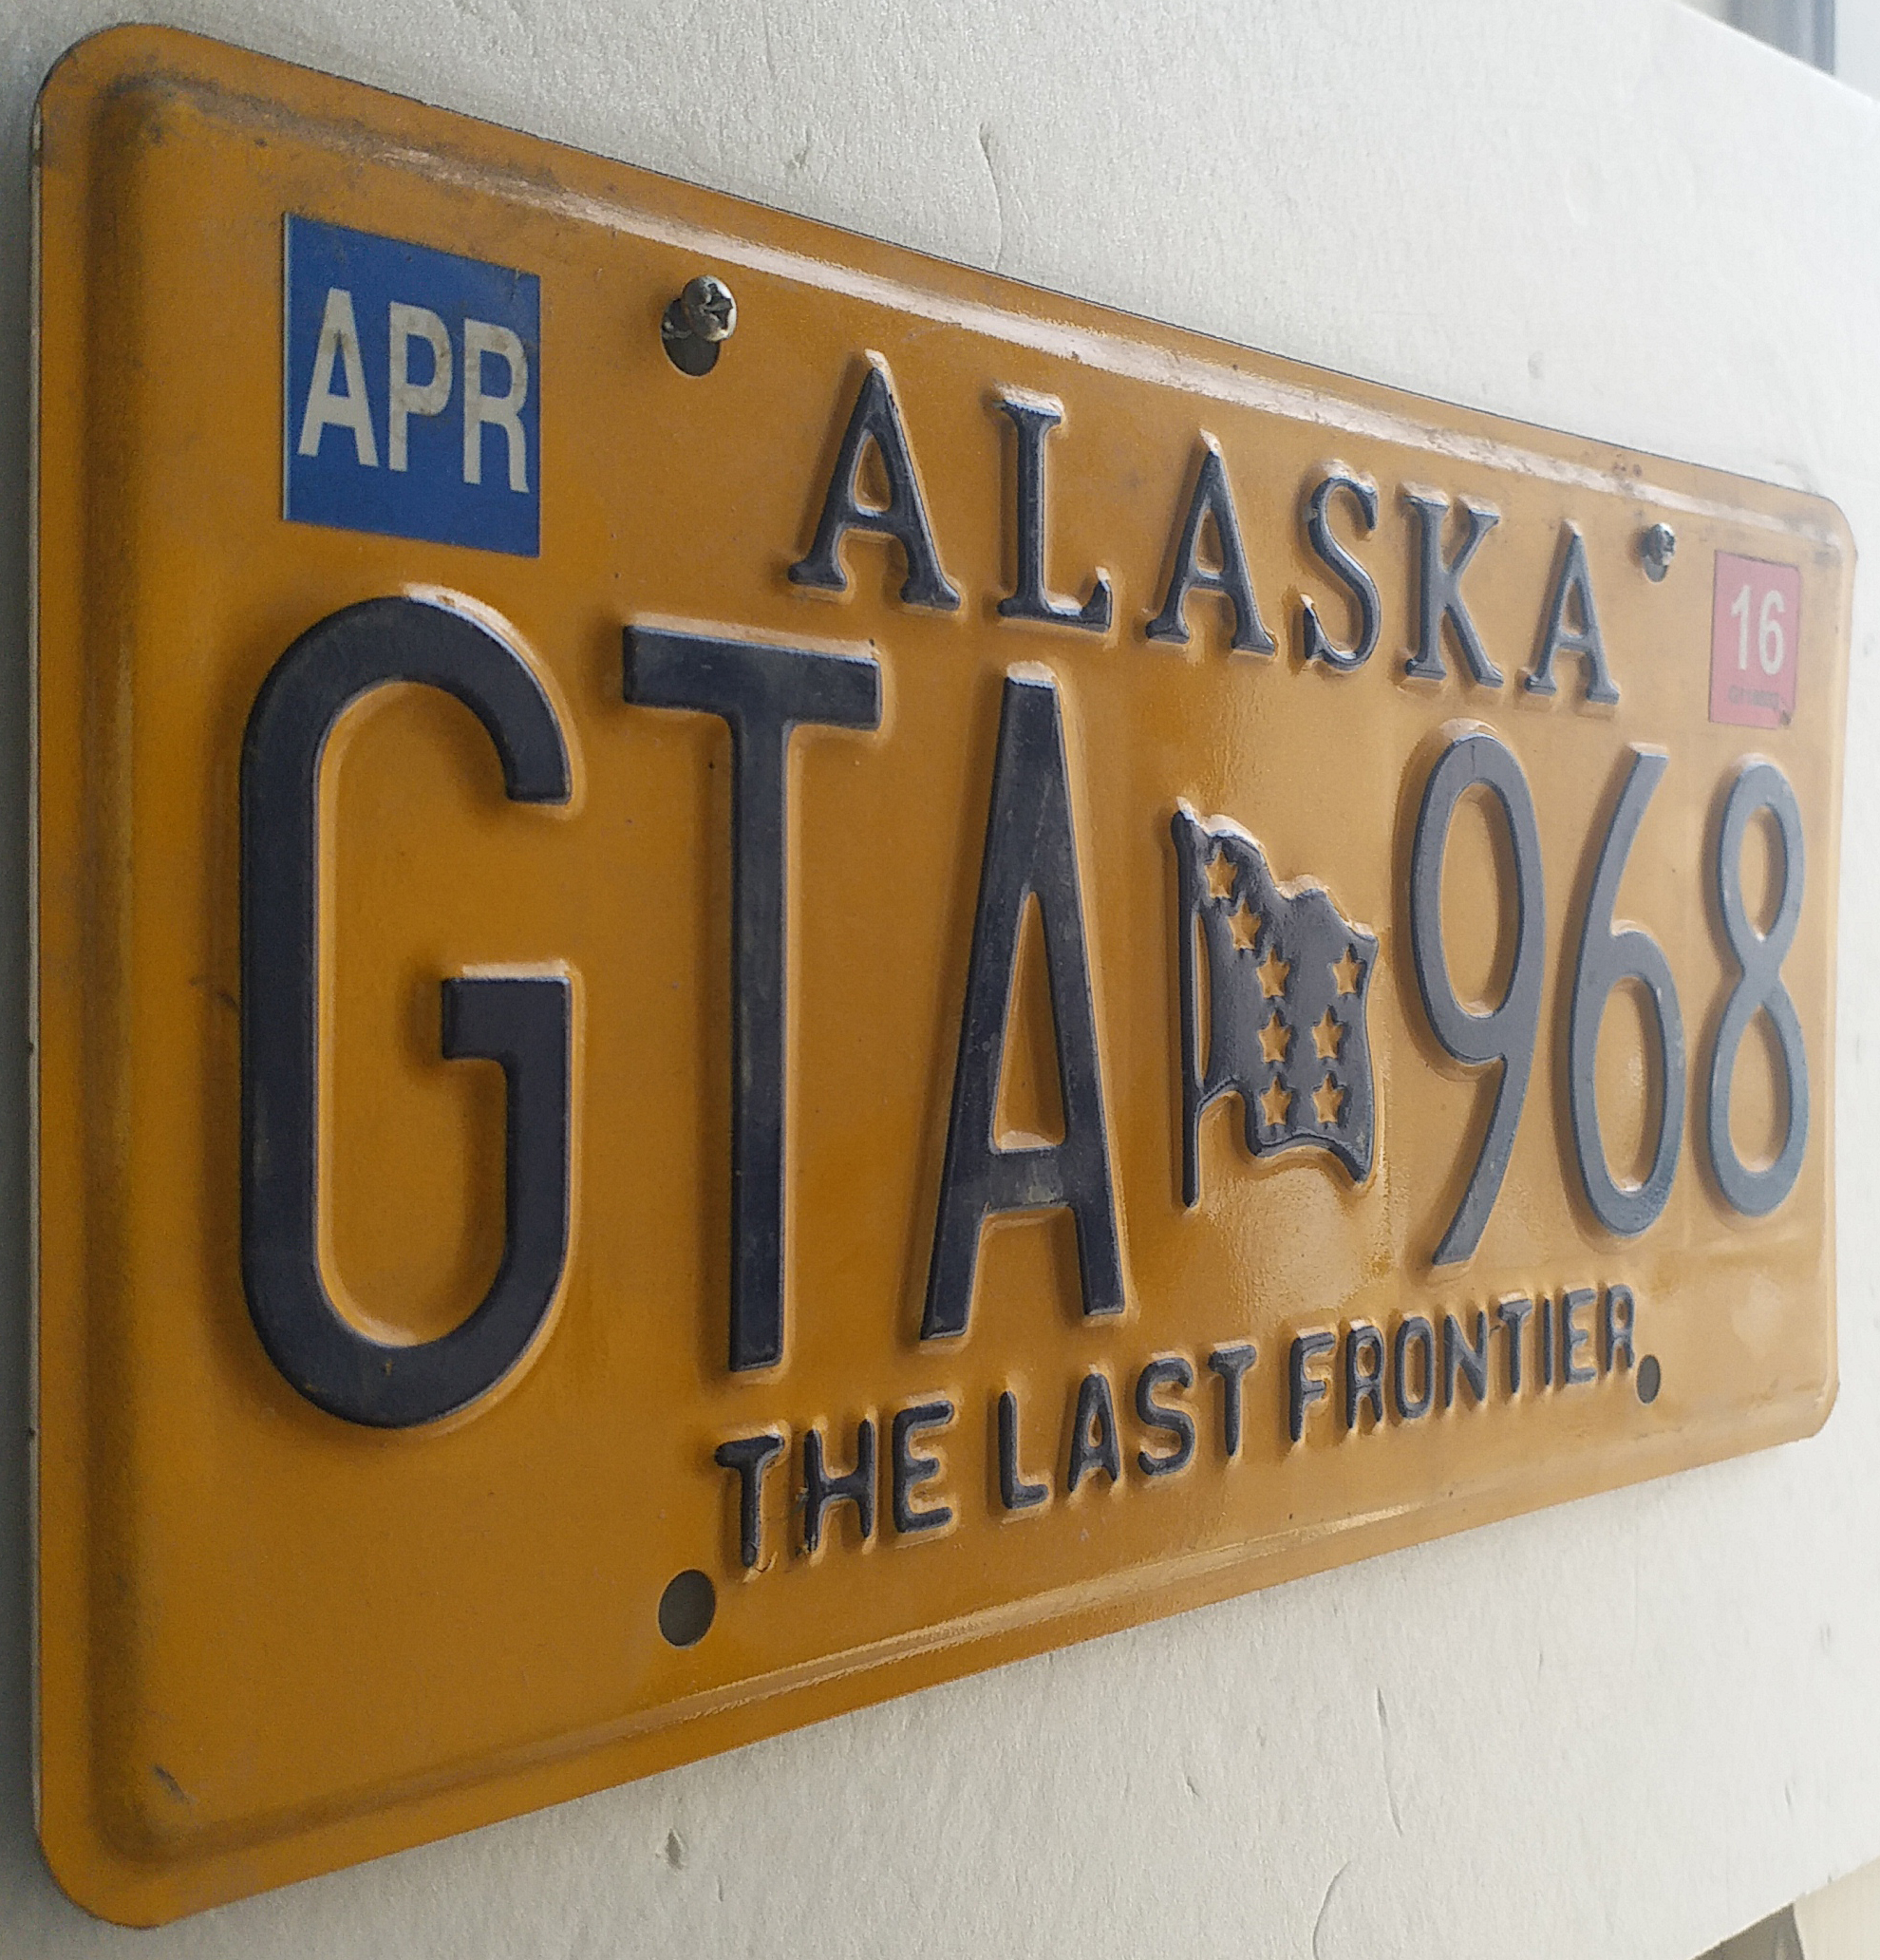 APR
ALASKA
16
GTA 968
THE LAST FRONTIER